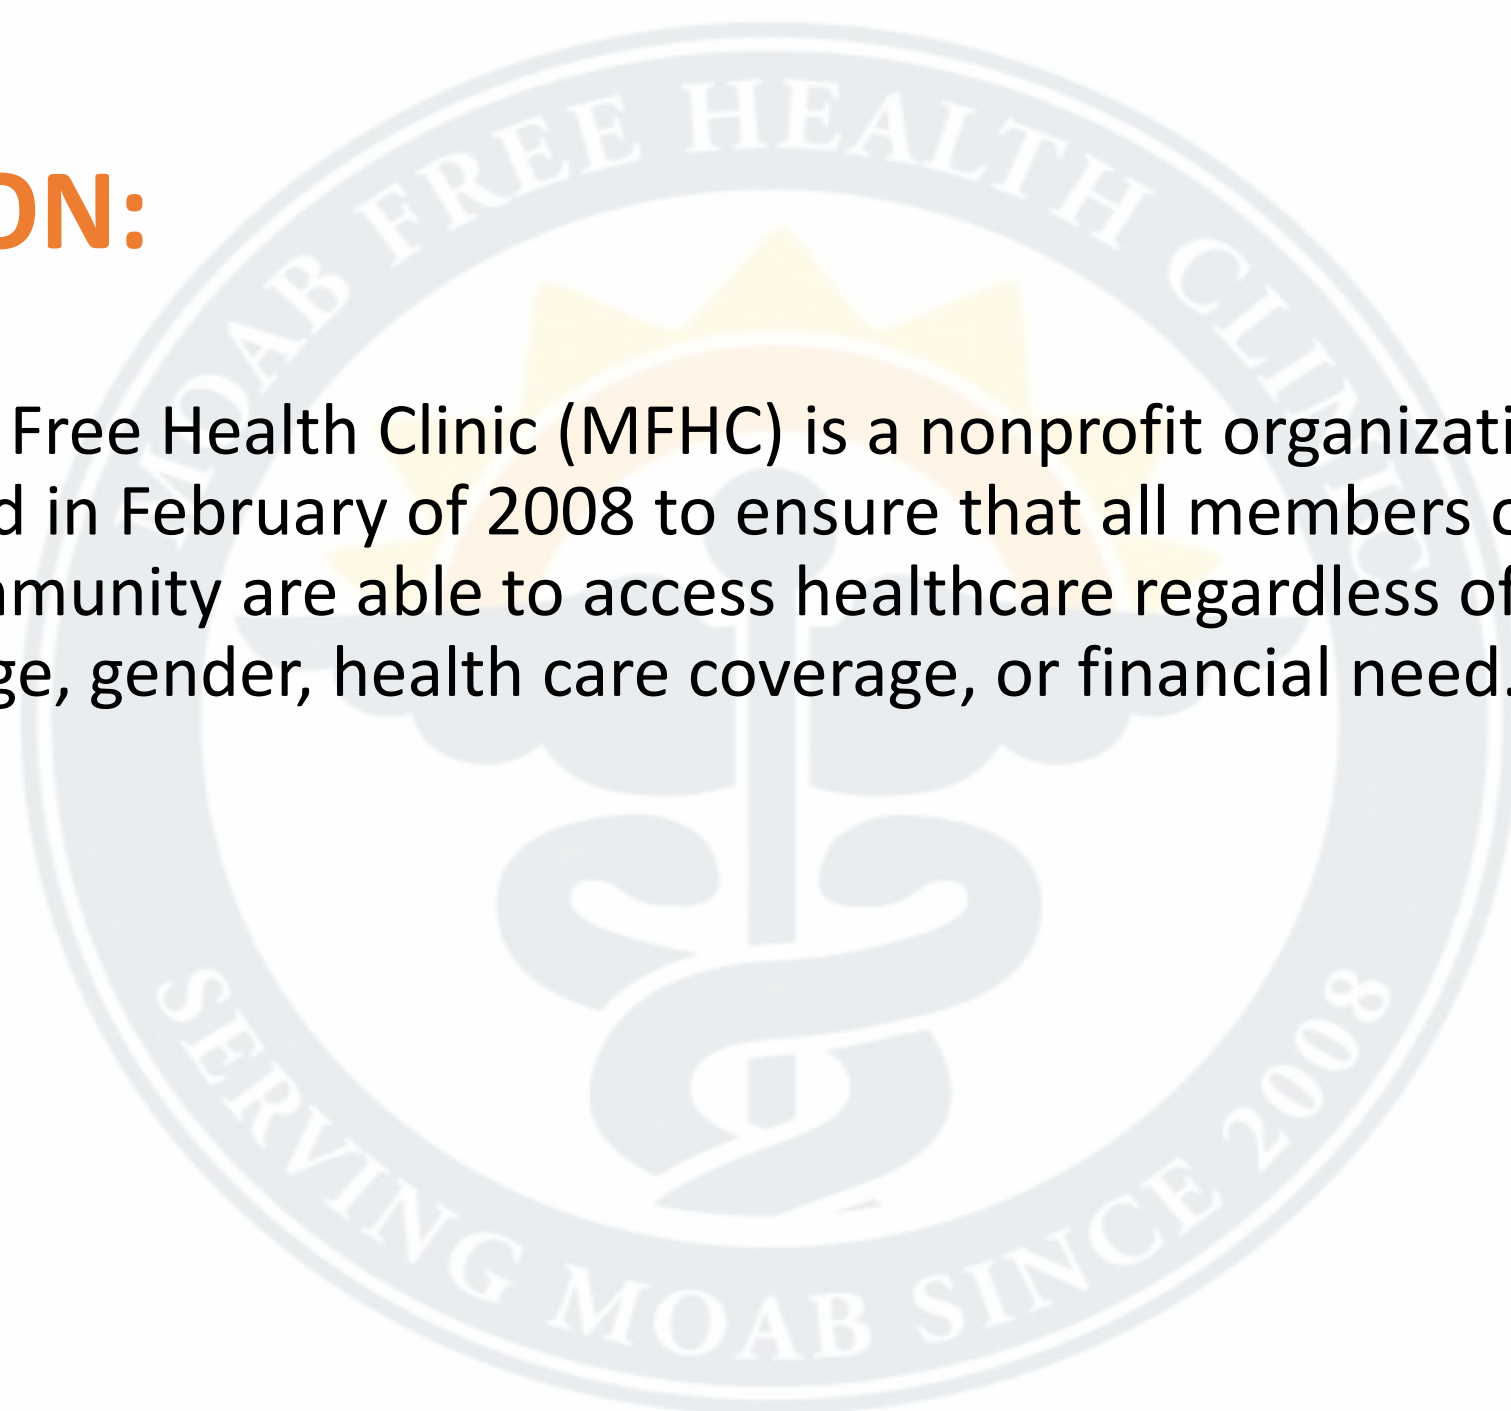 MOAB FREE HEALTH CLINIC
ON:
Free Health Clinic (MFHC) is a nonprofit organizati
d in February of 2008 to ensure that all members o
mmunity are able to access healthcare regardless of
ge, gender, health care coverage, or financial need.
SERVING MOAB SINCE 2008